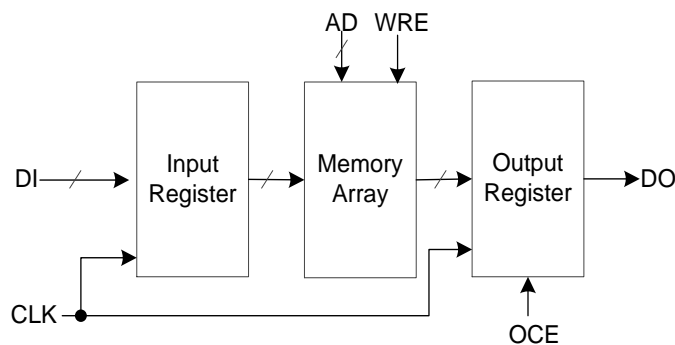 AD WRE
Input
Register
Memory
Array
Output
Register
DI
DO
CLK
OCE